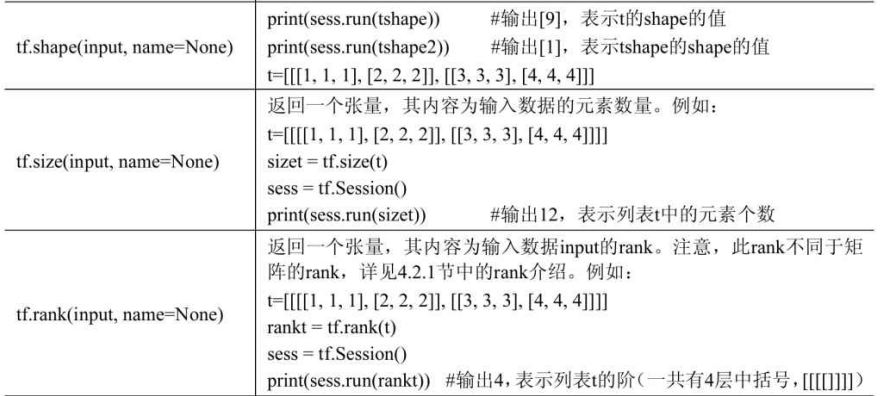 tf.shape(input, name=None)
print(sess.run(tshape)) #输出[9]，表示t的shape的值
print(sess.run(tshape2)) #输出[1]，表示tshape的shape的值
t=[[[1, 1, 1], [2, 2, 2]], [[3, 3, 3], [4, 4, 4]]]
tf.size(input, name=None)
返回一个张量，其内容为输入数据的元素数量。例如：
t=[[[[1, 1, 1], [2, 2, 2]], [[3, 3, 3], [4, 4, 4]]]]
sizet = tf.size(t)
sess = tf.Session()
print(sess.run(sizet)) #输出12，表示列表t中的元素个数
tf.rank(input, name=None)
返回一个张量，其内容为输入数据input的rank。注意，此rank不同于矩
阵的rank，详见4.2.1节中的rank介绍。例如：
t=[[[[1, 1, 1], [2, 2, 2]], [[3, 3, 3], [4, 4, 4]]]]
rankt = tf.rank(t)
sess = tf.Session()
print(sess.run(rankt)) #输出4，表示列表t的阶（一共有4层中括号，[[[[]]]]）